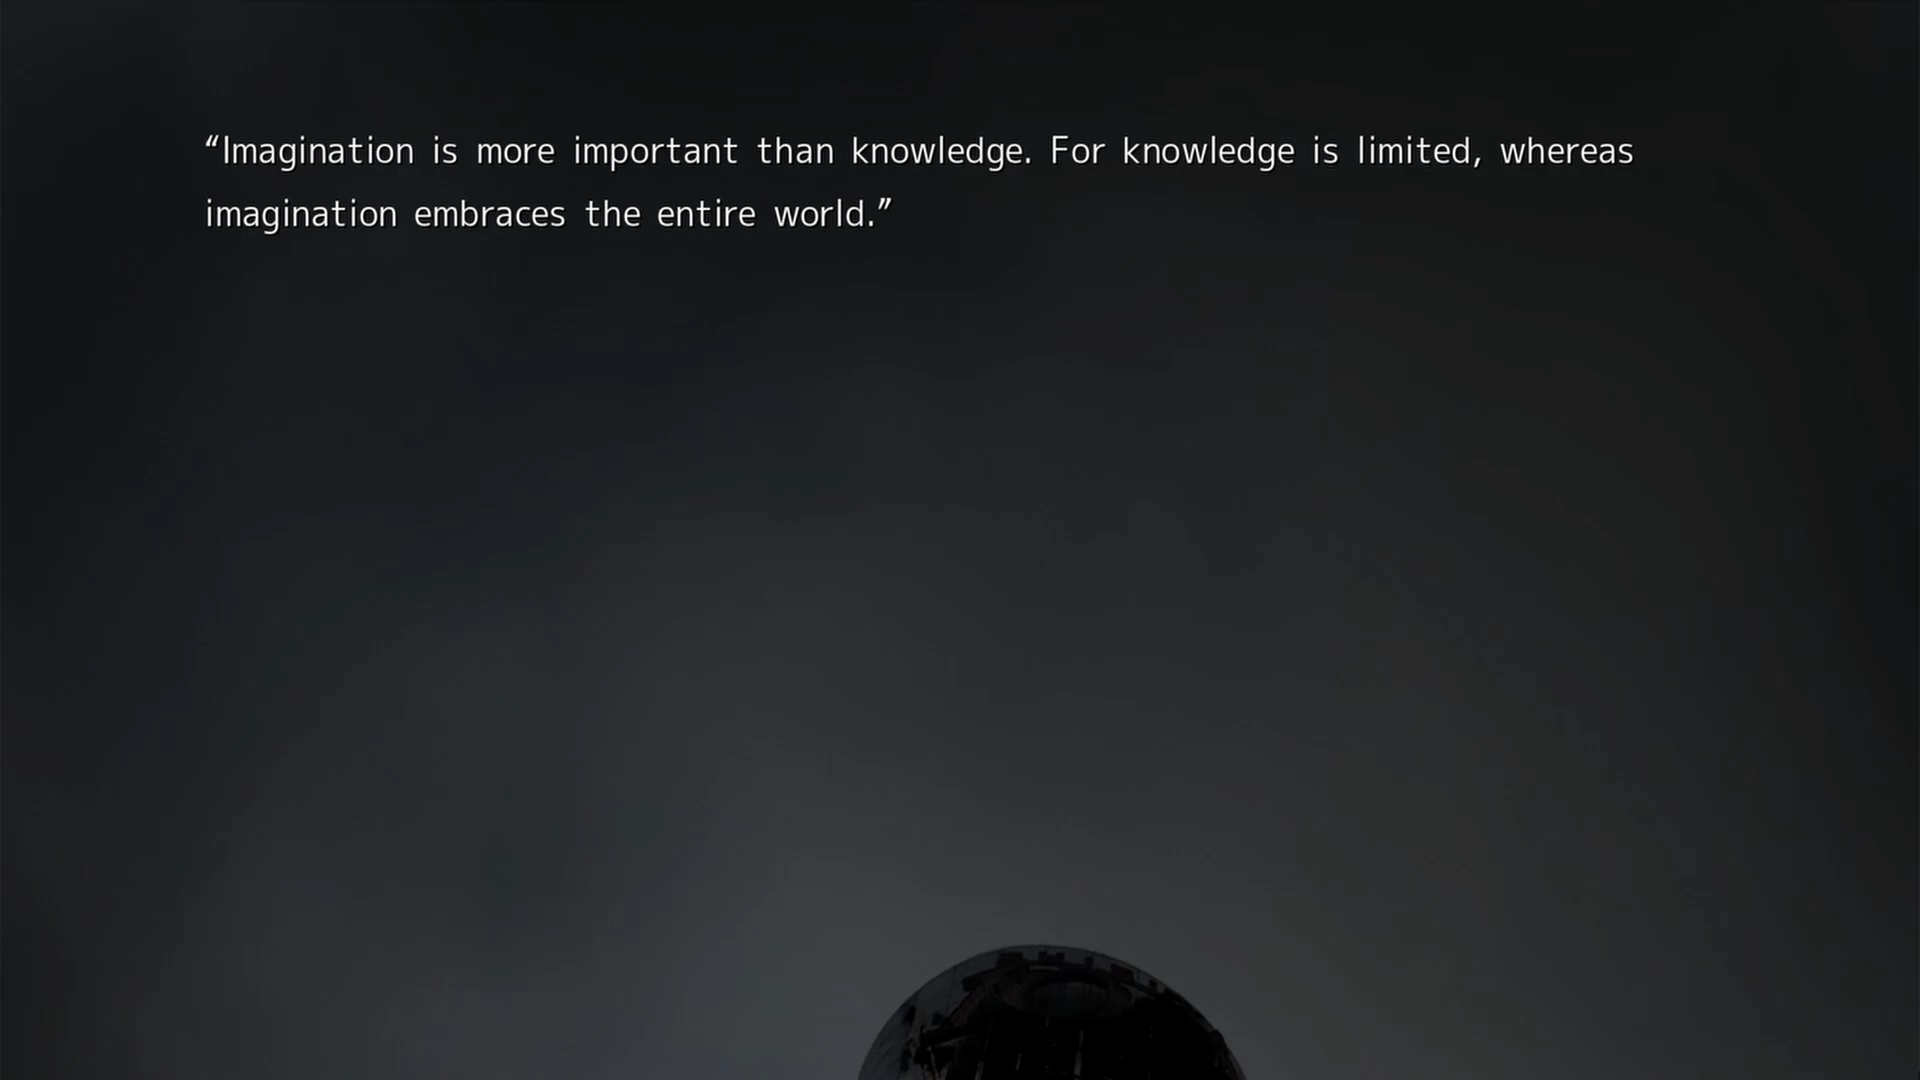 “Imagination is more important than knowledge. For knowledge is limited, whereas
imagination embraces the entire world.”